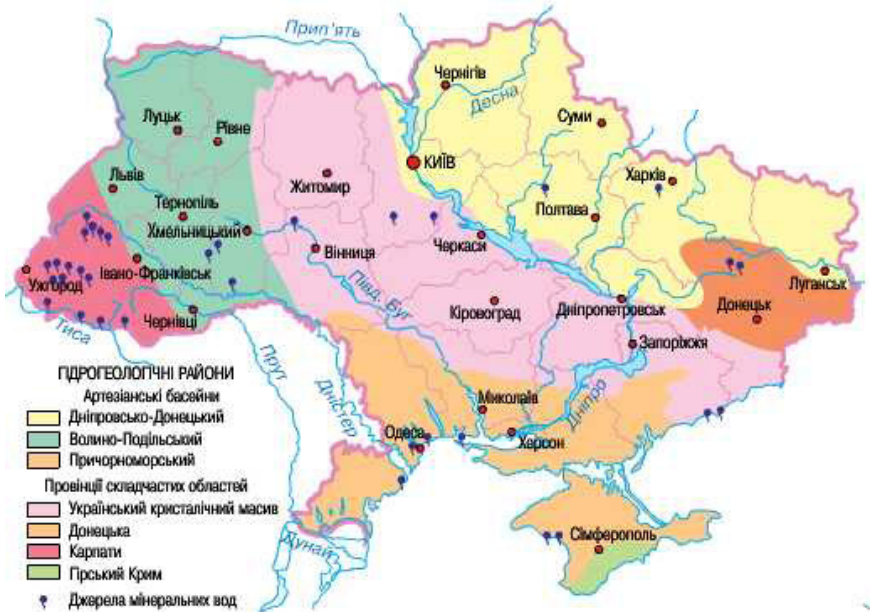 Прип'ять
Чернігів
Десна
Луцьк
Рівне
Суми
КИЇВ
Житомир
Харків
Львів
Тернопіль
Хмельницький
Полтава
Вінниця
Черкаси
Івано-Франківськ
Ужгород
Півд. Буг
Кіровоград
Дніпропетровськ
Луганськ
Донецьк
Чернівці
Тиса
Запоріжжя
Прут
Дністер
Миколаїв
Дніпро
Одеса
Херсон
Дунай
Сімферополь
ГІДРОГЕОЛОГІЧНІ РАЙОНИ
Артезіанські басейни
Дніпровсько-Донецький
Волино-Подільський
Причорноморський
Провінції складчастих областей
Український кристалічний масив
Донецька
Карпати
Гірський Крим
Джерела мінеральних вод